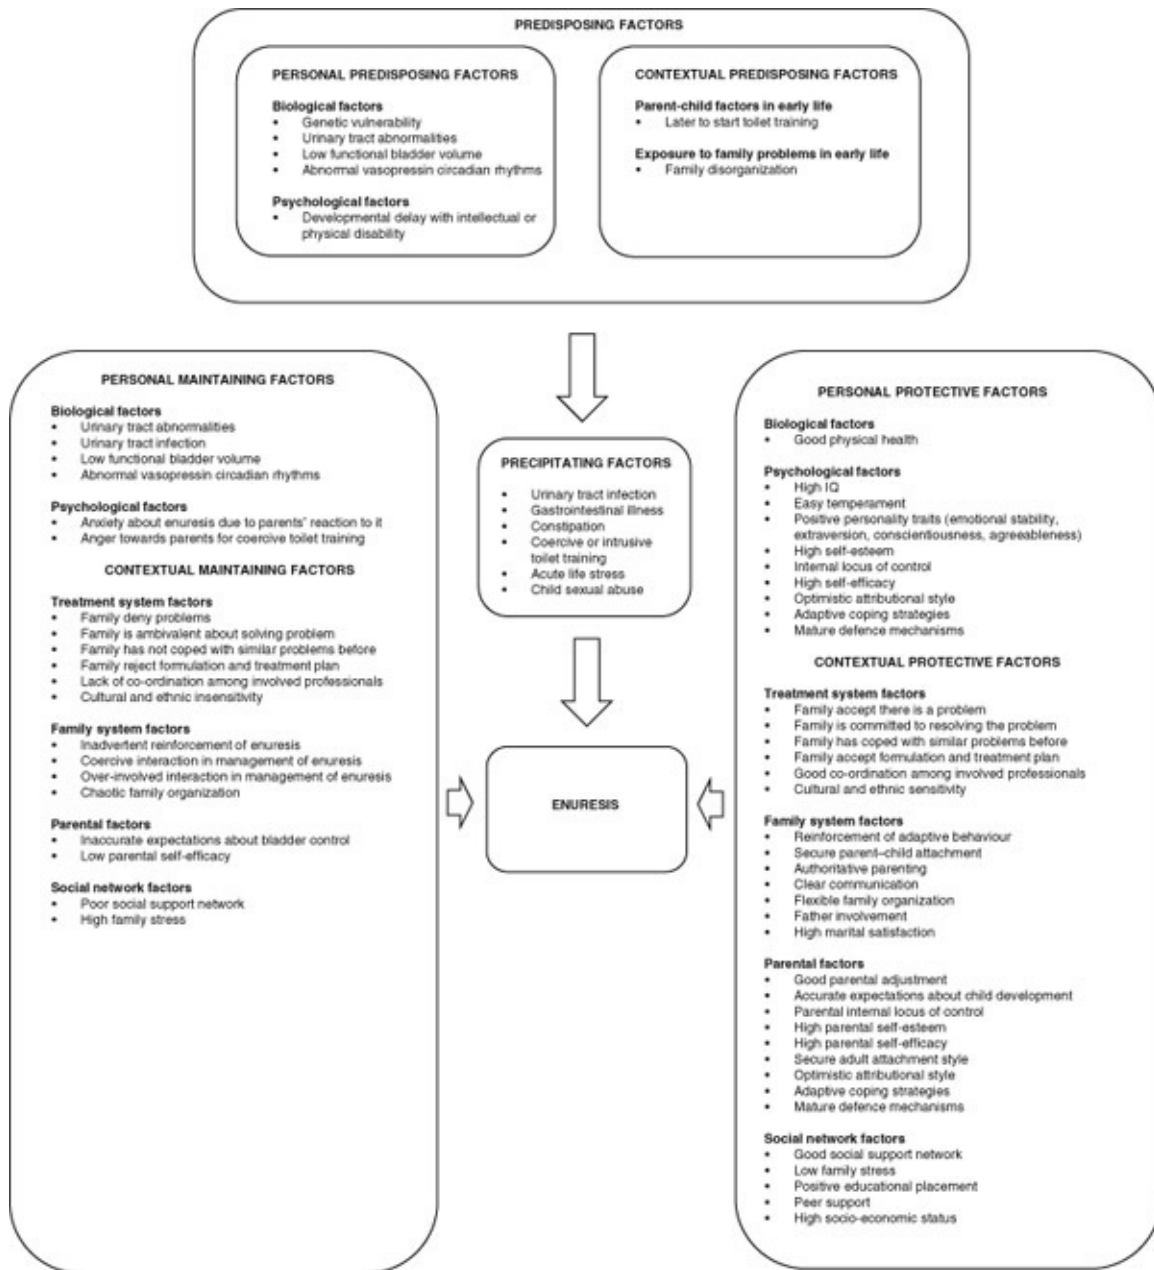 PREDISPOSING FACTORS
PERSONAL PREDISPOSING FACTORS
Biological factors
• Genetic vulnerability
• Urinary tract abnormalities
• Low functional bladder volume
• Abnormal vasopressin circadian rhythms
Psychological factors
• Developmental delay with intellectual or
physical disability
CONTEXTUAL PREDISPOSING FACTORS
Parent-child factors in early life
• Later to start toilet training
Exposure to family problems in early life
• Family disorganization
PERSONAL MAINTAINING FACTORS
Biological factors
• Urinary tract abnormalities
• Urinary tract infection
• Low functional bladder volume
• Abnormal vasopressin circadian rhythms
Psychological factors
• Anxiety about enuresis due to parents' reaction to it
• Anger towards parents for coercive toilet training
CONTEXTUAL MAINTAINING FACTORS
Treatment system factors
• Family deny problems
• Family is ambivalent about solving problem
• Family has not coped with similar problems before
• Family reject formulation and treatment plan
• Lack of co-ordination among involved professionals
• Cultural and ethnic insensitivity
Family system factors
• Inadvertent reinforcement of enuresis
• Coercive interaction in management of enuresis
• Over-involved interaction in management of enuresis
• Chaotic family organization
Parental factors
• Inaccurate expectations about bladder control
• Low parental self-efficacy
Social network factors
• Poor social support network
• High family stress
PRECIPITATING FACTORS
• Urinary tract infection
• Gastrointestinal illness
• Constipation
• Coercive or intrusive
toilet training
• Acute life stress
• Child sexual abuse
ENURESIS
PERSONAL PROTECTIVE FACTORS
Biological factors
• Good physical health
Psychological factors
• High IQ
• Easy temperament
• Positive personality traits (emotional stability,
extraversion, conscientiousness, agreeableness)
• High self-esteem
• Internal locus of control
• High self-efficacy
• Optimistic attributional style
• Adaptive coping strategies
• Mature defence mechanisms
CONTEXTUAL PROTECTIVE FACTORS
Treatment system factors
• Family accept there is a problem
• Family is committed to resolving the problem
• Family has coped with similar problems before
• Family accept formulation and treatment plan
• Good co-ordination among involved professionals
• Cultural and ethnic sensitivity
Family system factors
• Reinforcement of adaptive behaviour
• Secure parent–child attachment
• Authoritative parenting
• Clear communication
• Flexible family organization
• Father involvement
• High marital satisfaction
Parental factors
• Good parental adjustment
• Accurate expectations about child development
• Parental internal locus of control
• High parental self-esteem
• High parental self-efficacy
• Secure adult attachment style
• Optimistic attributional style
• Adaptive coping strategies
• Mature defence mechanisms
Social network factors
• Good social support network
• Low family stress
• Positive educational placement
• Peer support
• High socio-economic status